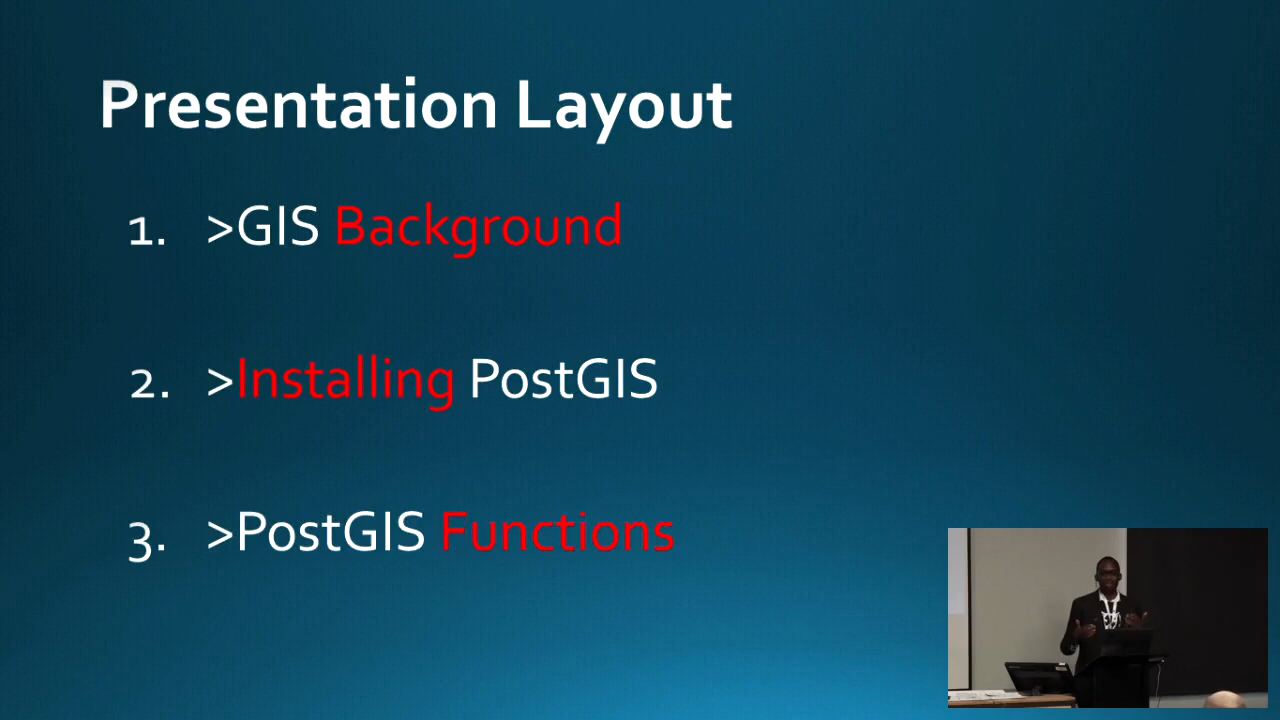 Presentation Layout
1. >GIS Background
2. >Installing PostGIS
3. >PostGIS Functions